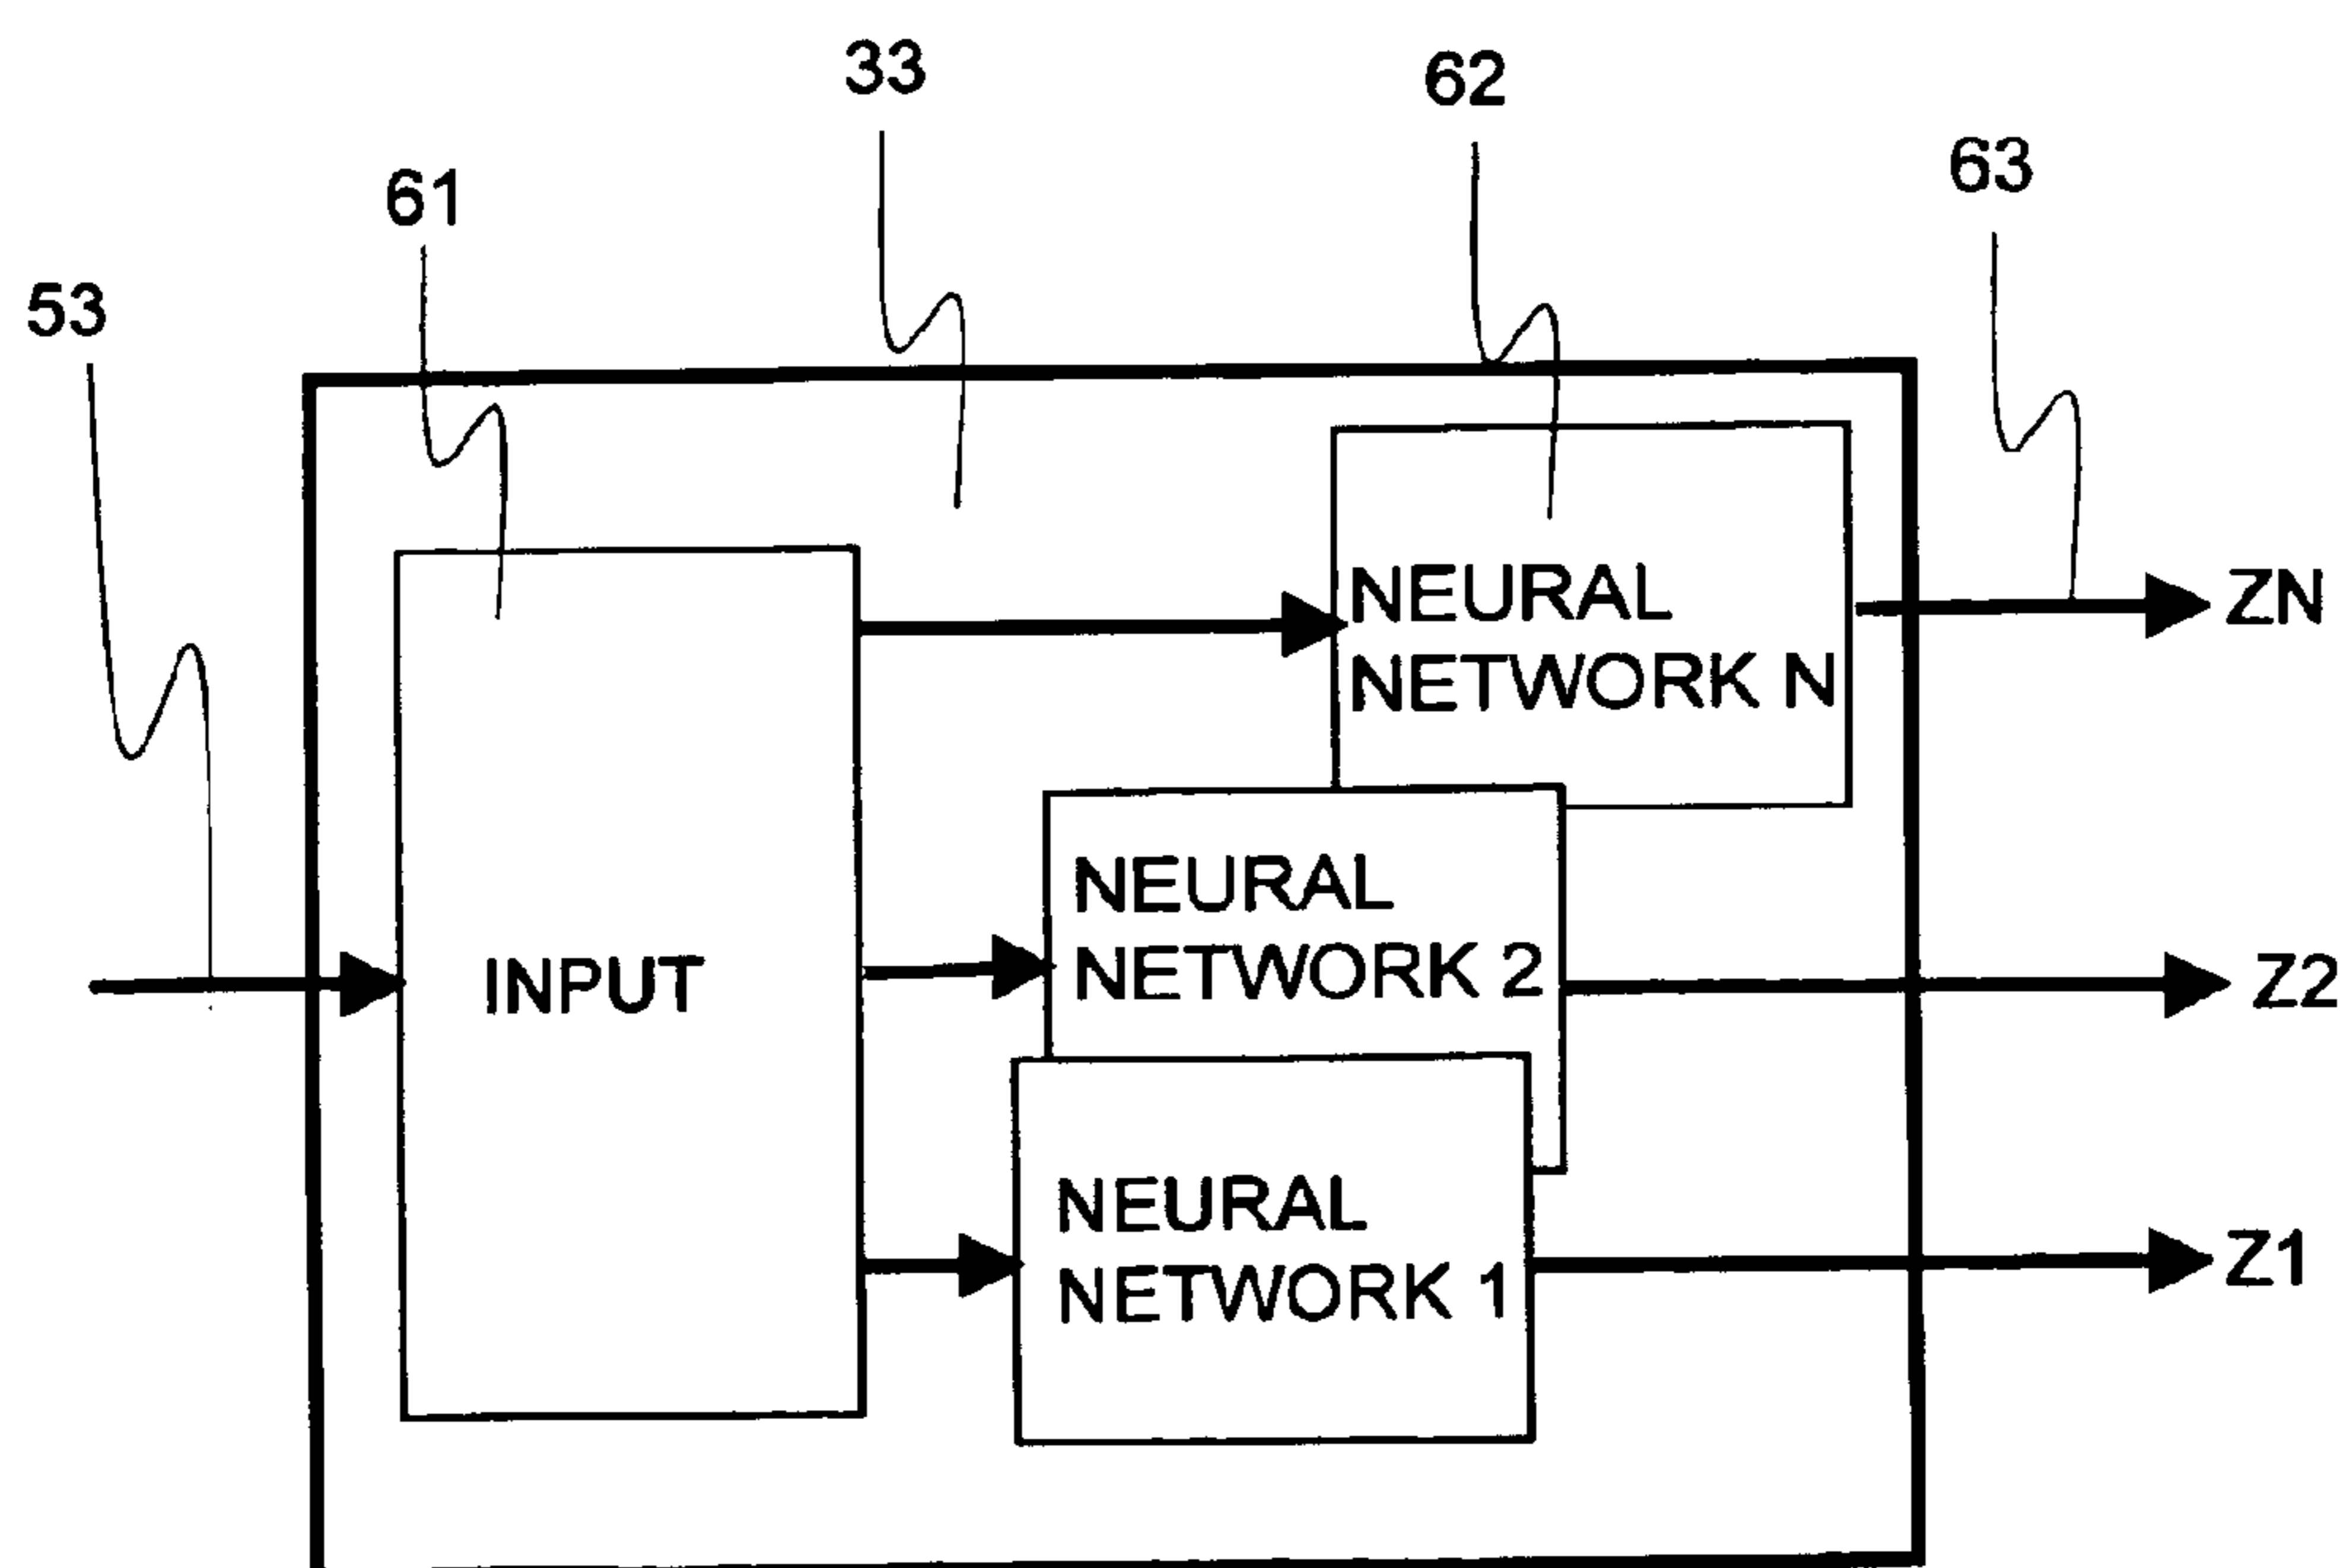 33
62
63
61
53
NEURAL
NETWORK N
ZN
NEURAL
NETWORK 2
INPUT
Z2
NEURAL
NETWORK 1
Z1